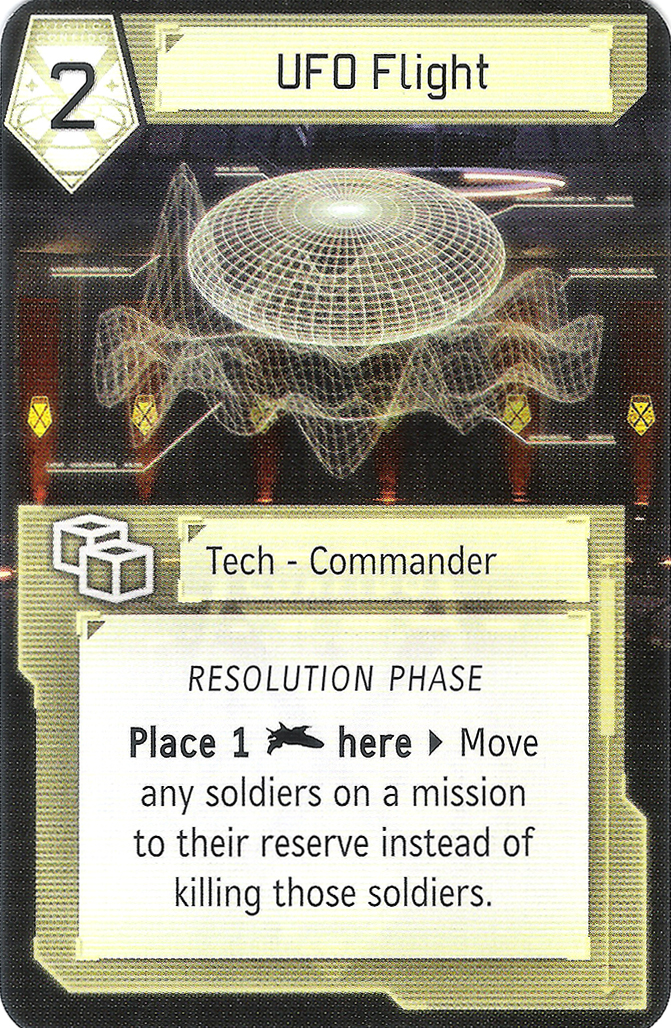 2
UFO Flight
Tech - Commander
RESOLUTION PHASE
Place 1 here ▶ Move
any soldiers on a mission
to their reserve instead of
killing those soldiers.